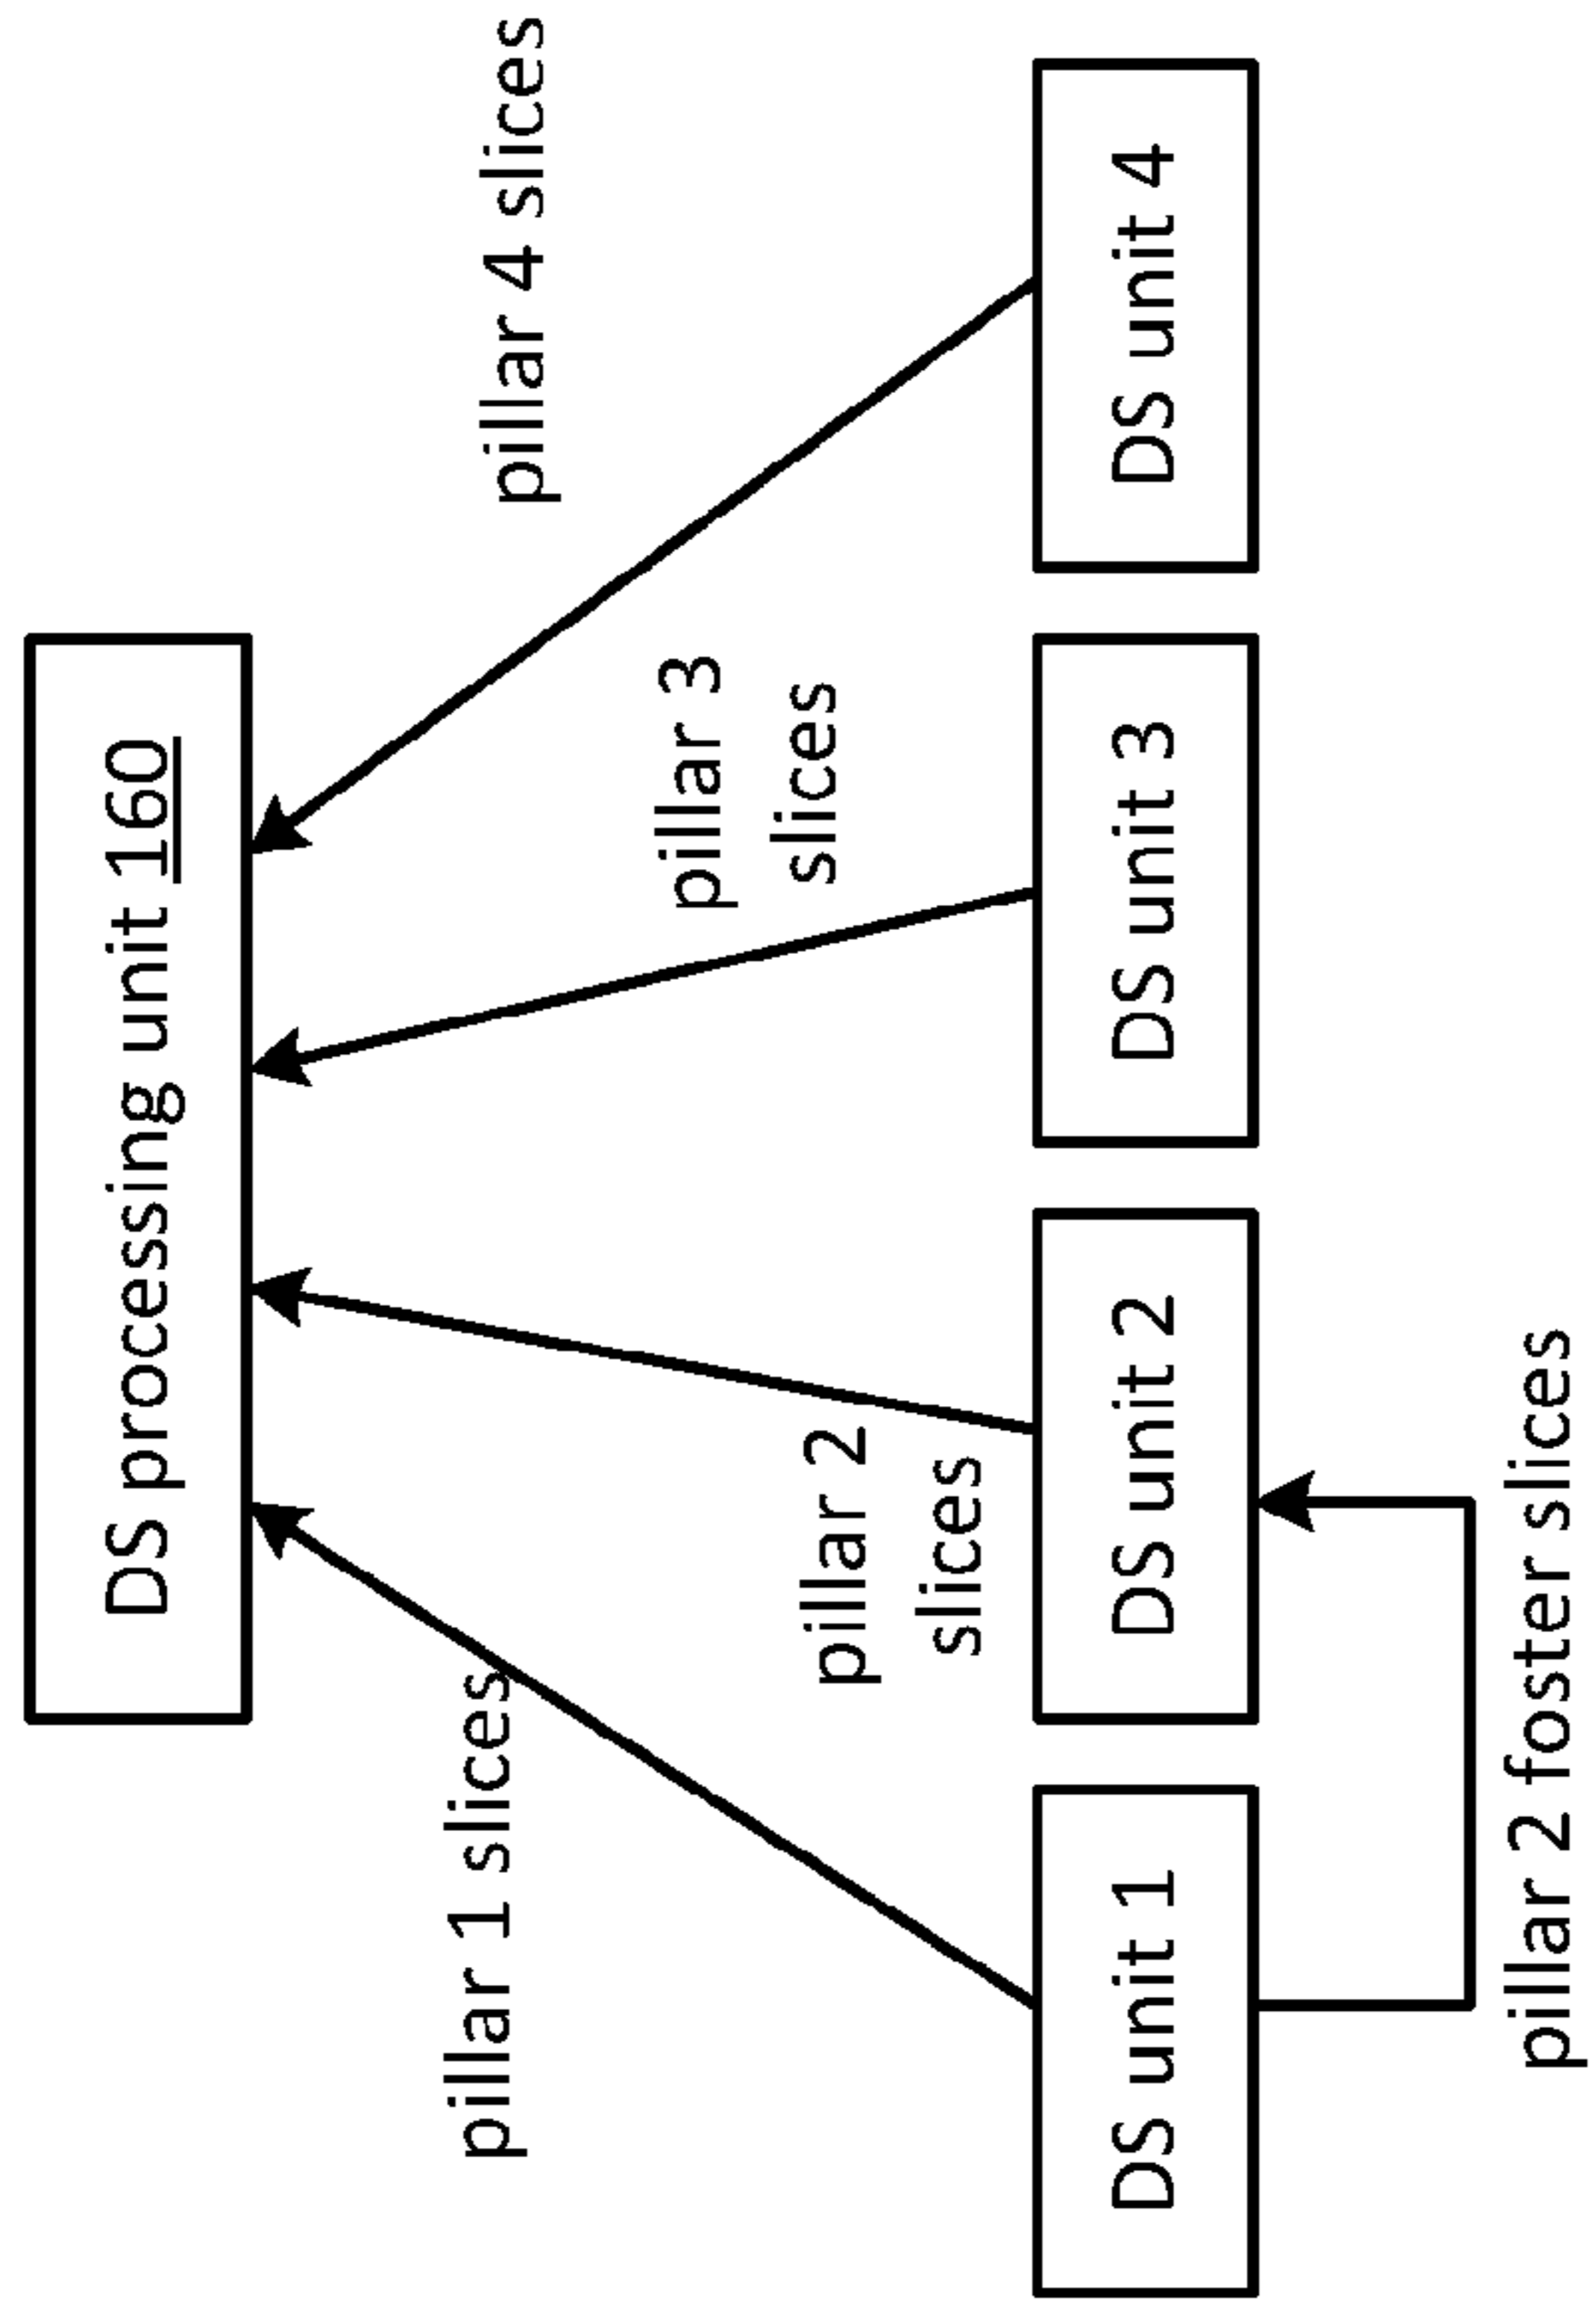 DS processing unit 160
pillar 1 slices
pillar 2
slices
pillar 3
slices
pillar 4 slices
DS unit 1
DS unit 2
DS unit 3
DS unit 4
pillar 2 foster slices